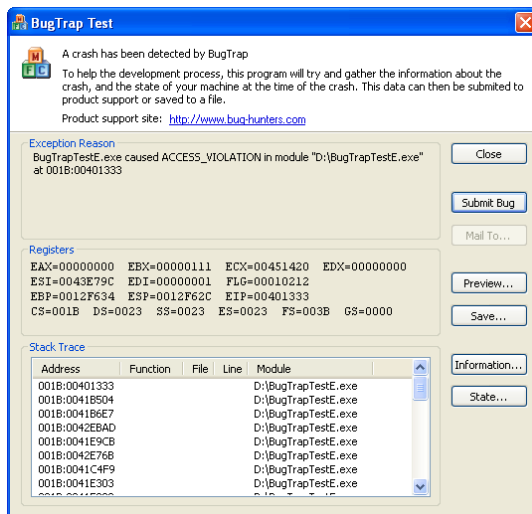 BugTrap Test
M
F C
A crash has been detected by BugTrap
To help the development process, this program will try and gather the information about the
crash, and the state of your machine at the time of the crash. This data can then be submited to
product support or saved to a file.
Product support site: http://www.bug-hunters.com
Exception Reason
BugTrapTestE.exe caused ACCESS_VIOLATION in module "D:\BugTrapTestE.exe"
at 001B:00401333
Close
Submit Bug
Mail To...
Registers
EAX=00000000 EBX=00000111 ECX=00451420 EDX=00000000
ESI=0043E79C EDI=00000001 FLG=00010212
EBP=0012F634 ESP=0012F62C EIP=00401333
CS=001B DS=0023 SS=0023 ES=0023 FS=003B GS=0000
Preview...
Save...
Stack Trace
Address Function File Line Module
001B:00401333 D:\BugTrapTestE.exe
001B:0041B504 D:\BugTrapTestE.exe
001B:0041B6E7 D:\BugTrapTestE.exe
001B:0042EBAD D:\BugTrapTestE.exe
001B:0041E9CB D:\BugTrapTestE.exe
001B:0042E76B D:\BugTrapTestE.exe
001B:0041C4F9 D:\BugTrapTestE.exe
001B:0041E303 D:\BugTrapTestE.exe
Information...
State...